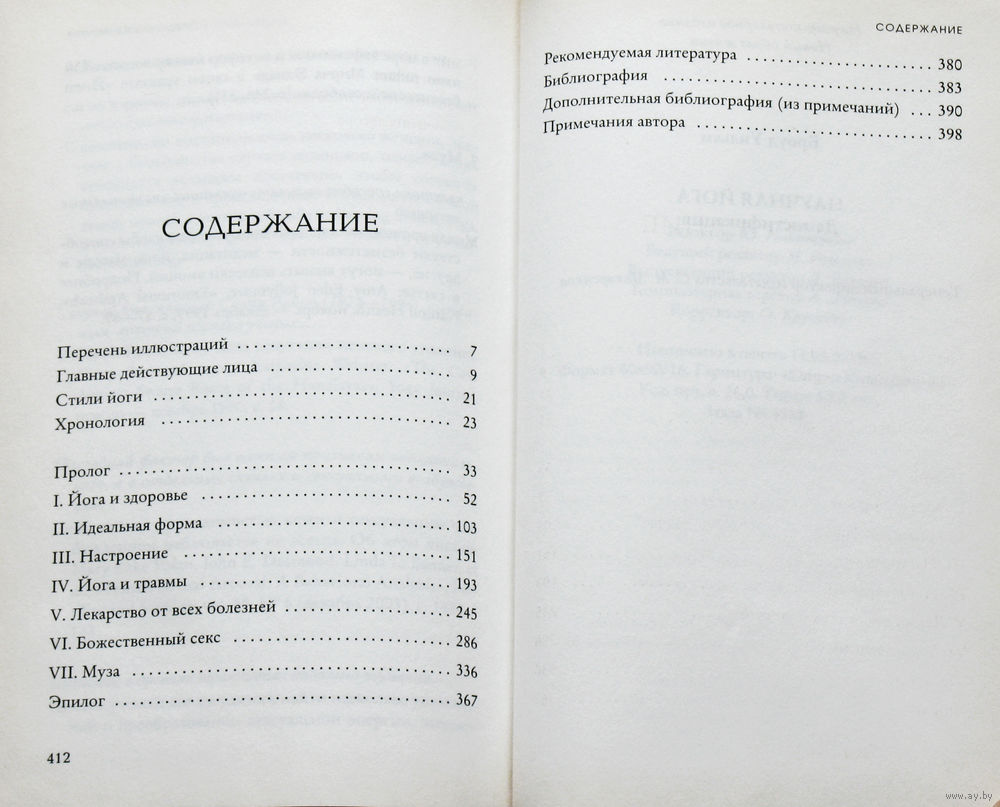 СОДЕРЖАНИЕ
Перечень иллюстраций . . . . . . . . . . . . . . . . . . . . . . . . 7
Главные действующие лица . . . . . . . . . . . . . . . . . . . . . 9
Стили йоги . . . . . . . . . . . . . . . . . . . . . . . . . . . . . . . . . 21
Хронология . . . . . . . . . . . . . . . . . . . . . . . . . . . . . . . . 23
Пролог . . . . . . . . . . . . . . . . . . . . . . . . . . . . . . . . . . . . 33
I. Йога и здоровье . . . . . . . . . . . . . . . . . . . . . . . . . . . 52
II. Идеальная форма . . . . . . . . . . . . . . . . . . . . . . . . . 103
III. Настроение . . . . . . . . . . . . . . . . . . . . . . . . . . . . . 151
IV. Йога и травмы . . . . . . . . . . . . . . . . . . . . . . . . . . . 193
V. Лекарство от всех болезней . . . . . . . . . . . . . . . . . . 245
VI. Божественный секс . . . . . . . . . . . . . . . . . . . . . . . 286
VII. Муза . . . . . . . . . . . . . . . . . . . . . . . . . . . . . . . . . . 336
Эпилог . . . . . . . . . . . . . . . . . . . . . . . . . . . . . . . . . . . . 367
412
СОДЕРЖАНИЕ
Рекомендуемая литература . . . . . . . . . . . . . . . . . . . . 380
Библиография . . . . . . . . . . . . . . . . . . . . . . . . . . . . . . 383
Дополнительная библиография (из примечаний) . . . 390
Примечания автора . . . . . . . . . . . . . . . . . . . . . . . . . . 398
www.ay.by